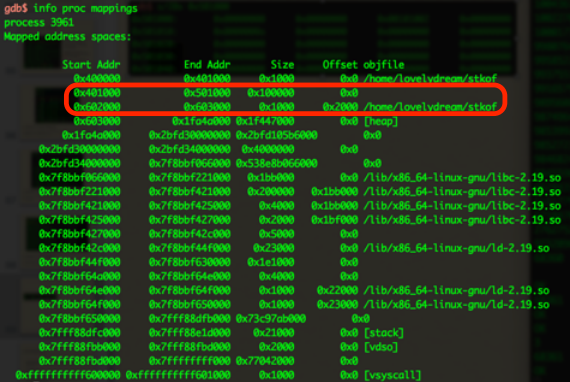 gdb$ info proc mappings
process 3961
Mapped address spaces:
Start Addr End Addr Size Offset objfile
0x400000 0x401000 0x1000 0x0 /home/lovelydream/stkof
0x401000 0x501000 0x100000 0x0
0x602000 0x603000 0x1000 0x2000 /home/lovelydream/stkof
0x603000 0x1fa4a000 0x1f447000 0x0 [heap]
0x1fa4a000 0x2bfd30000000 0x2bfd105b6000 0x0
0x2bfd30000000 0x2bfd34000000 0x4000000 0x0
0x2bfd34000000 0x7f8bbf066000 0x538e8b066000 0x0
0x7f8bbf066000 0x7f8bbf221000 0x1bb000 0x0 /lib/x86_64-linux-gnu/libc-2.19.so
0x7f8bbf221000 0x7f8bbf421000 0x200000 0x1bb000 /lib/x86_64-linux-gnu/libc-2.19.so
0x7f8bbf421000 0x7f8bbf425000 0x4000 0x1bb000 /lib/x86_64-linux-gnu/libc-2.19.so
0x7f8bbf425000 0x7f8bbf427000 0x2000 0x1bf000 /lib/x86_64-linux-gnu/libc-2.19.so
0x7f8bbf427000 0x7f8bbf42c000 0x5000 0x0
0x7f8bbf42c000 0x7f8bbf44f000 0x23000 0x0 /lib/x86_64-linux-gnu/ld-2.19.so
0x7f8bbf44f000 0x7f8bbf630000 0x1e1000 0x0
0x7f8bbf64a000 0x7f8bbf64e000 0x4000 0x0
0x7f8bbf64e000 0x7f8bbf64f000 0x1000 0x22000 /lib/x86_64-linux-gnu/ld-2.19.so
0x7f8bbf64f000 0x7f8bbf650000 0x1000 0x23000 /lib/x86_64-linux-gnu/ld-2.19.so
0x7f8bbf650000 0x7fff88dfb000 0x73c97ab000 0x0
0x7fff88dfc000 0x7fff88e1d000 0x21000 0x0 [stack]
0x7fff88fbb000 0x7fff88fbd000 0x2000 0x0 [vdso]
0x7fff88fbd000 0x7ffffffff000 0x77042000 0x0
0xffffffffff600000 0xffffffffff601000 0x1000 0x0 [vsyscall]